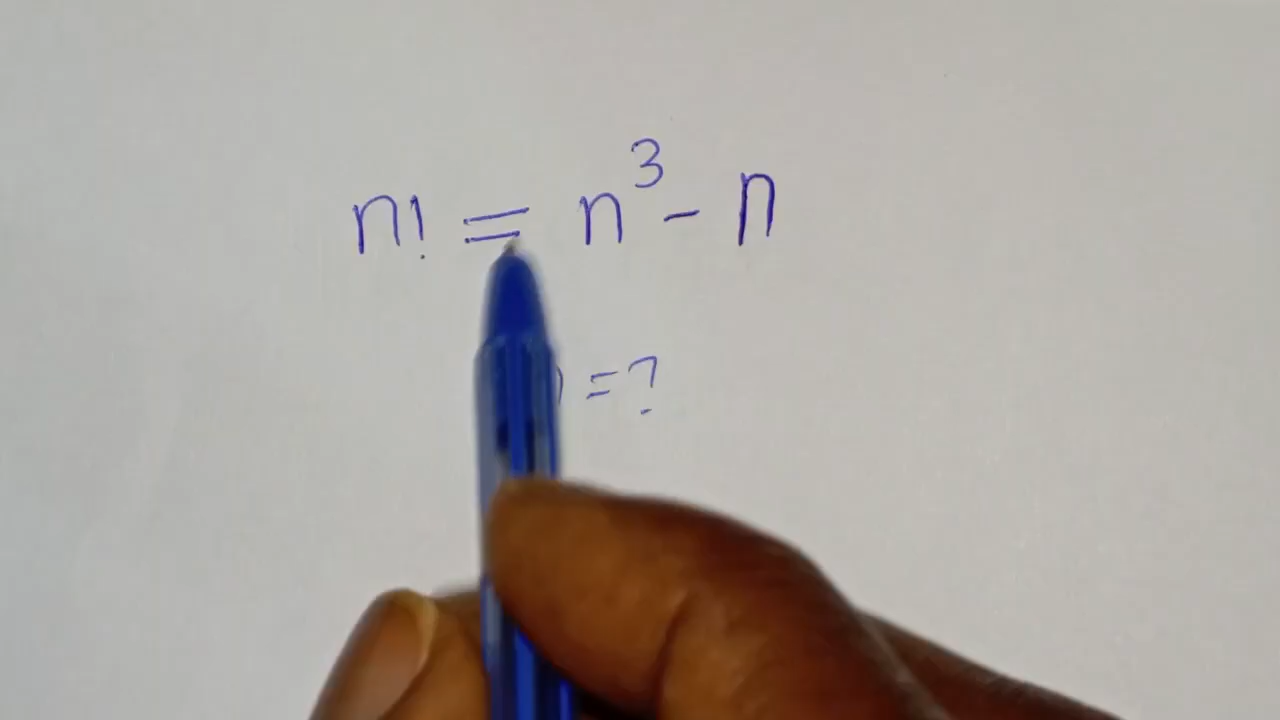 n! = n³ - n
= ?